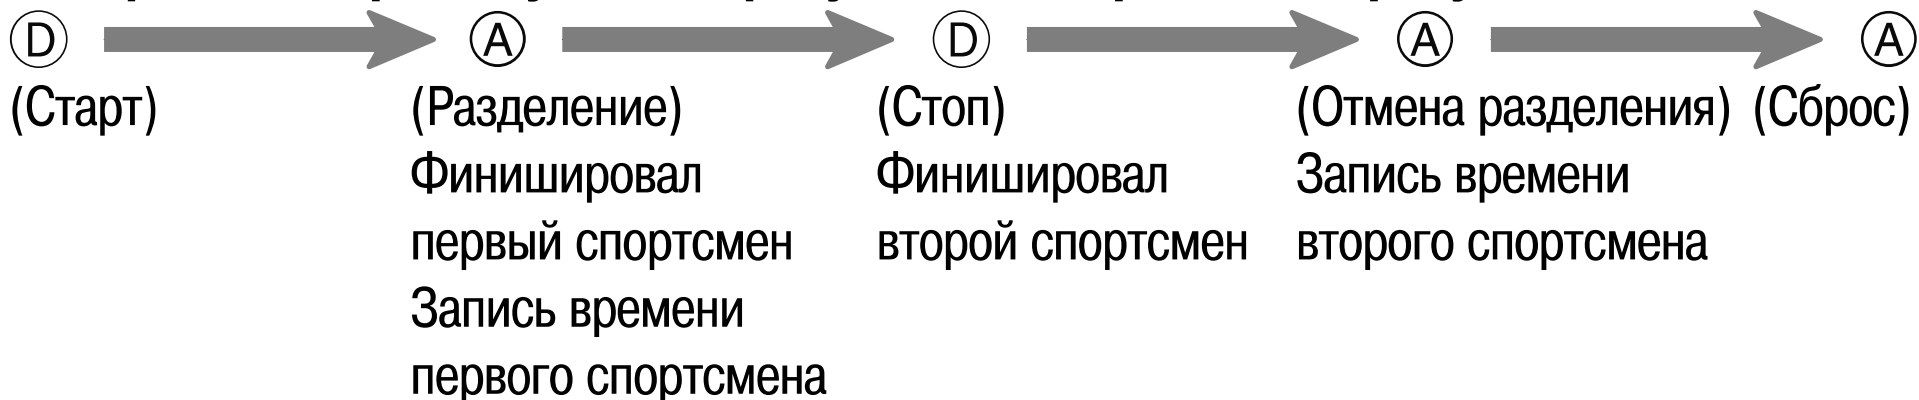 D A D A A
(Старт) (Разделение) (Стоп) (Отмена разделения) (Сброс)
Финишировал Финишировал Запись времени
первый спортсмен второй спортсмен второго спортсмена
Запись времени
первого спортсмена